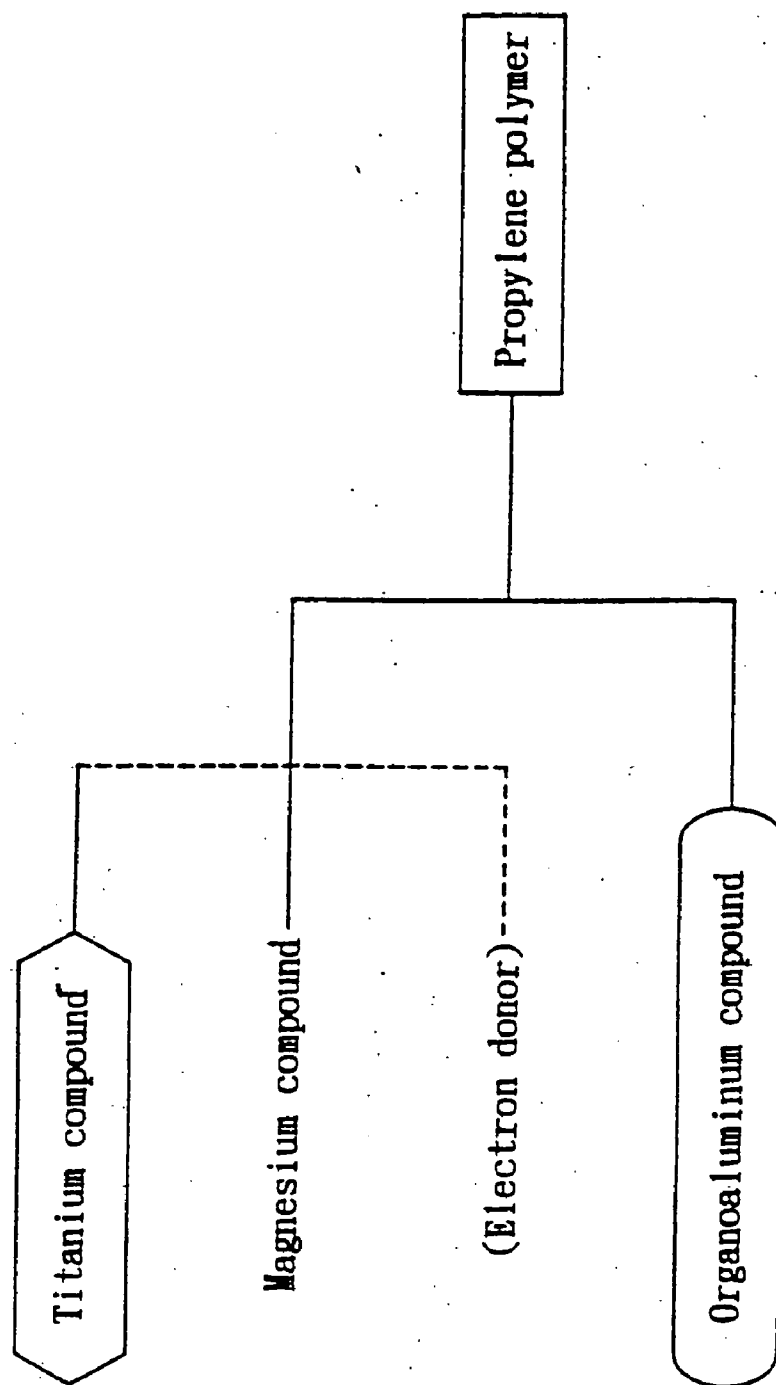 Titanium compound
Magnesium compound
(Electron donor)
Organoaluminum compound
Propylene polymer